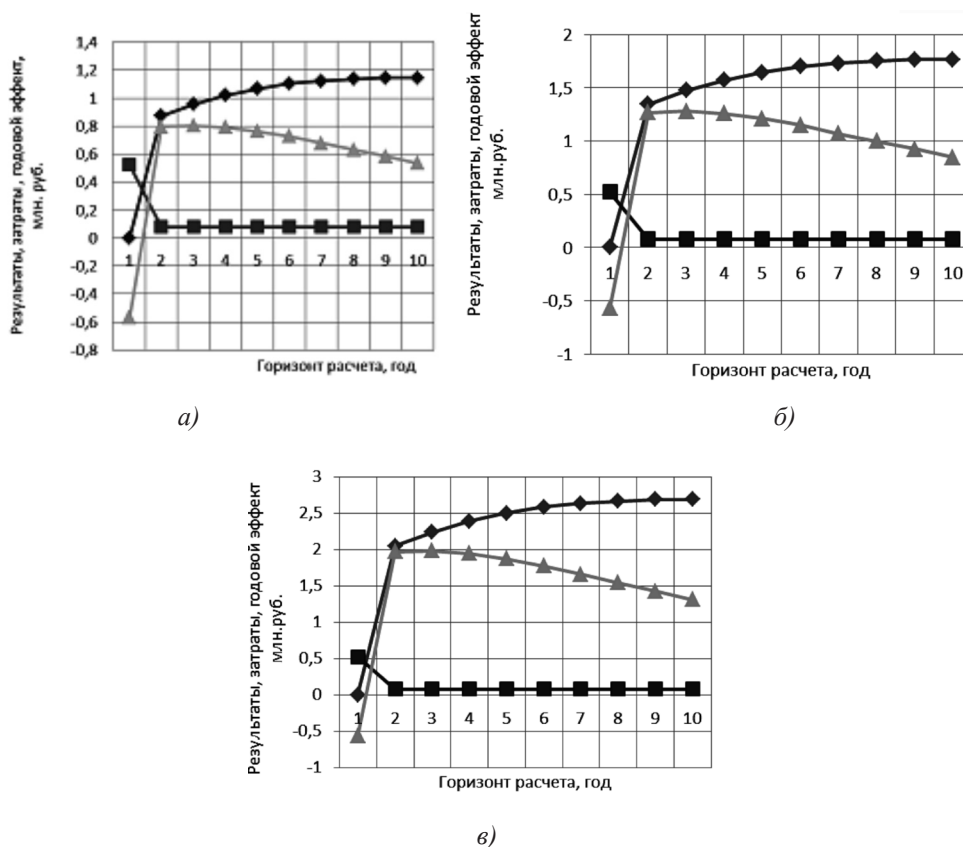 Результаты, затраты , годовой эффект,
млн. руб.
1,4
1,2
1
0,8
0,6
0,4
0,2
0
-0,2
-0,4
-0,6
-0,8
1 2 3 4 5 6 7 8 9 10
Горизонт расчета, год
а)
Результаты, затраты, годовой эффект
млн.руб.
2
1,5
1
0,5
0
-0,5
-1
1 2 3 4 5 6 7 8 9 10
Горизонт расчета, год
б)
Результаты, затраты, годовой эффект
млн.руб.
3
2,5
2
1,5
1
0,5
0
-0,5
-1
1 2 3 4 5 6 7 8 9 10
Горизонт расчета, год
в)